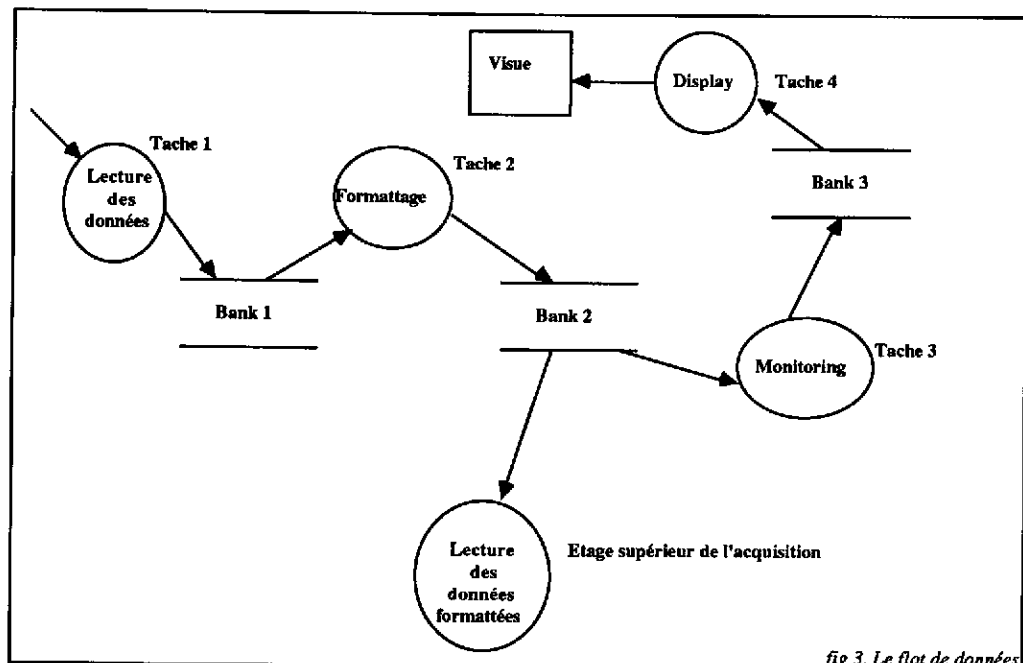 Visue
Display
Tache 4
Tache 1
Lecture
des
données
Tache 2
Formattage
Bank 3
Bank 1
Bank 2
Monitoring
Tache 3
Lecture
des
données
formattées
Etage supérieur de l'acquisition
fig 3. Le flot de données